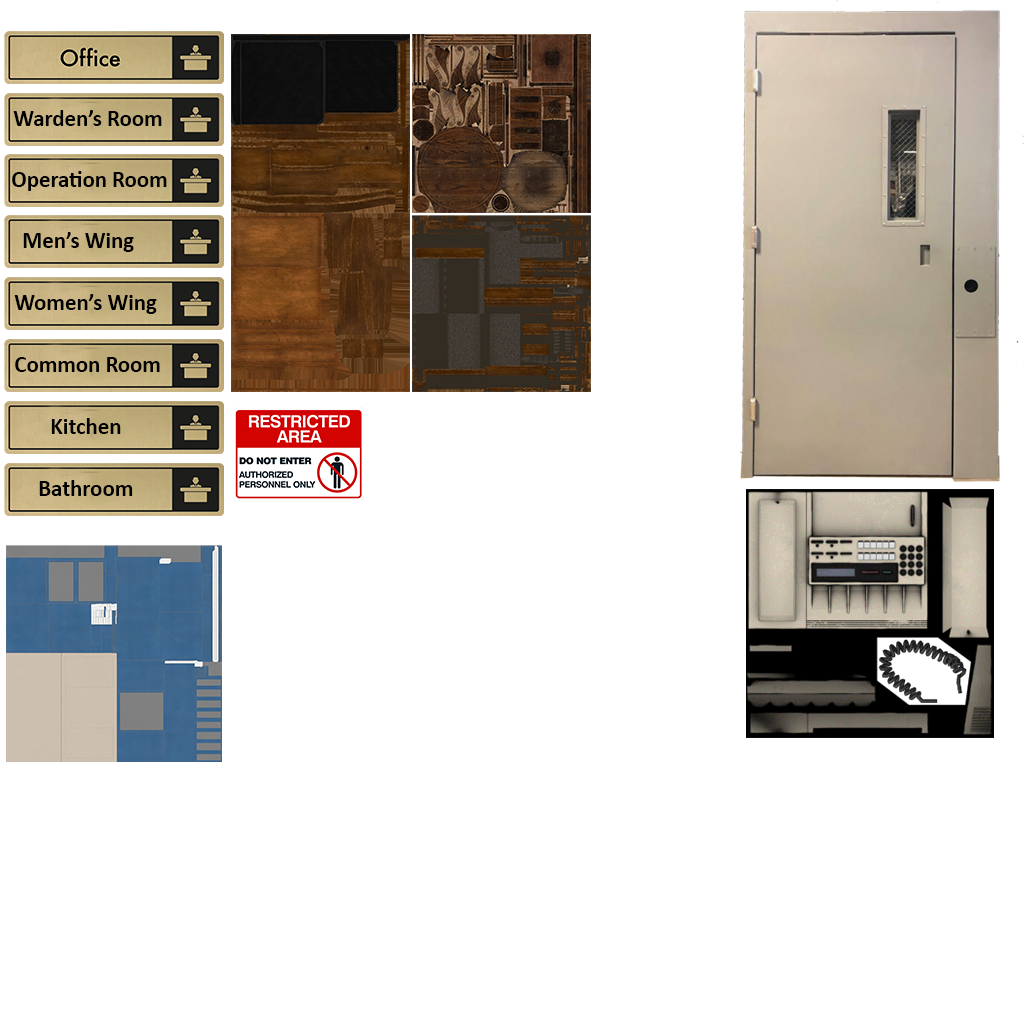 Office
Warden's Room
Operation Room
Men's Wing
Women's Wing
Common Room
Kitchen
Bathroom
RESTRICTED
AREA
DO NOT ENTER
AUTHORIZED
PERSONNEL ONLY